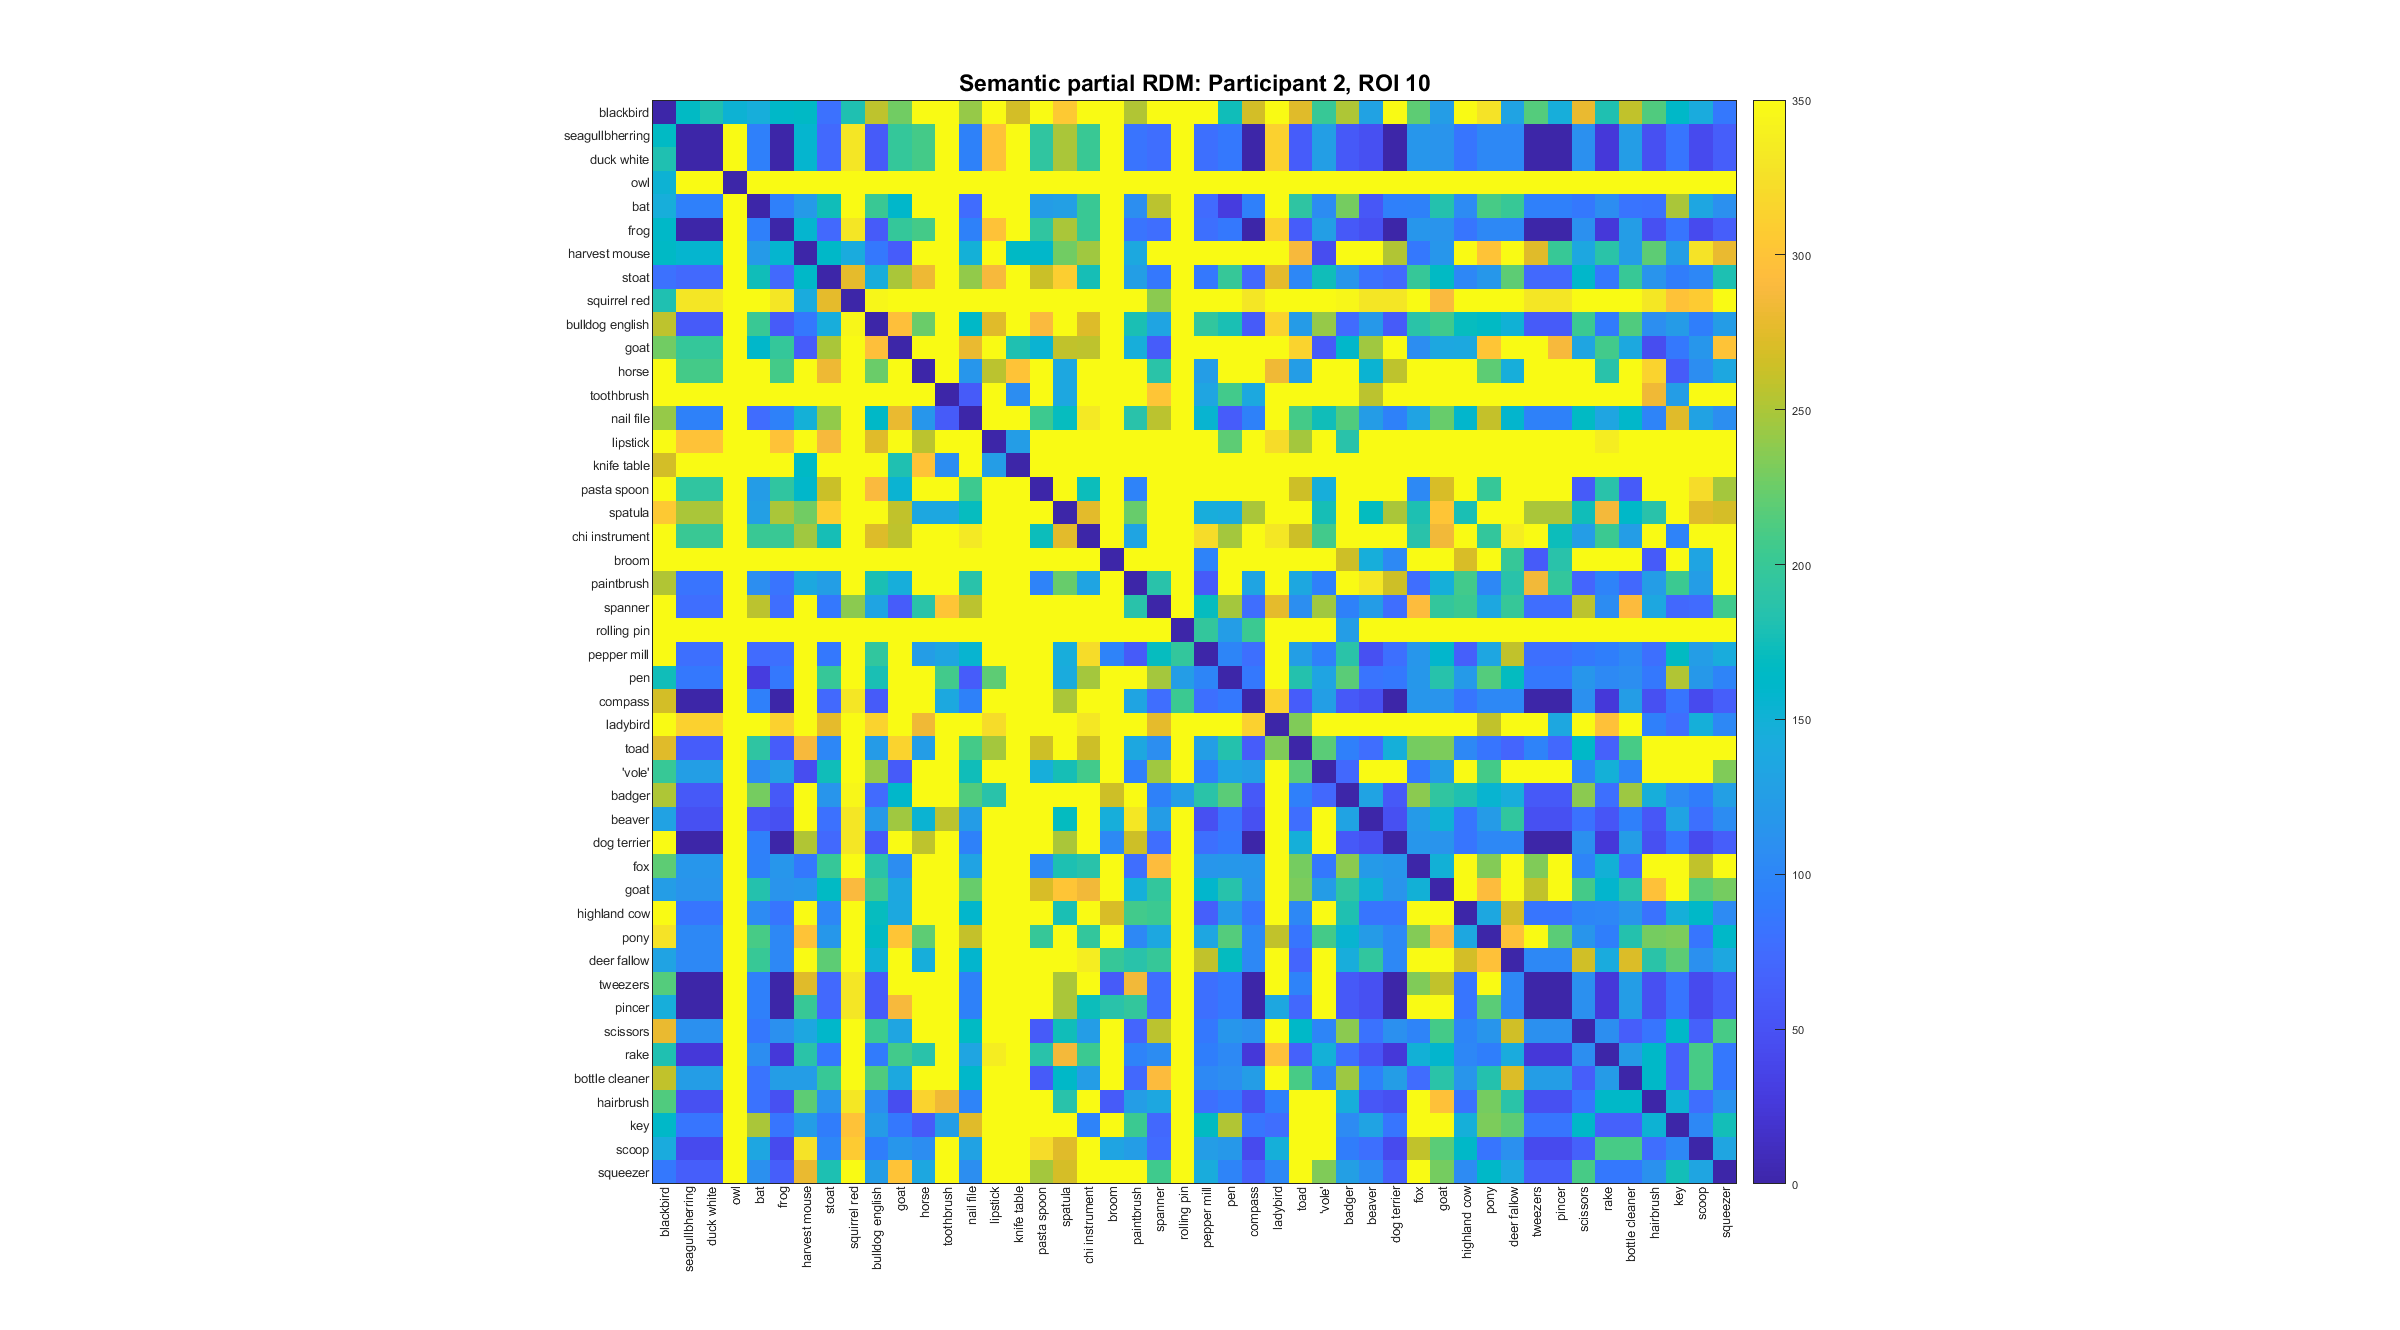 Semantic partial RDM: Participant 2, ROI 10
blackbird
seagullbherring
duck white
owl
bat
frog
harvest mouse
stoat
squirrel red
bulldog english
goat
horse
toothbrush
nail file
lipstick
knife table
pasta spoon
spatula
chi instrument
broom
paintbrush
spanner
rolling pin
pepper mill
pen
compass
ladybird
toad
'vole'
badger
beaver
dog terrier
fox
goat
highland cow
pony
deer fallow
tweezers
pincer
scissors
rake
bottle cleaner
hairbrush
key
scoop
squeezer
blackbird
seagullbherring
duck white
owl
bat
frog
harvest mouse
stoat
squirrel red
bulldog english
goat
horse
toothbrush
nail file
lipstick
knife table
pasta spoon
spatula
chi instrument
broom
paintbrush
spanner
rolling pin
pepper mill
pen
compass
ladybird
toad
'vole'
badger
beaver
dog terrier
fox
goat
highland cow
pony
deer fallow
tweezers
pincer
scissors
rake
bottle cleaner
hairbrush
key
scoop
squeezer
350
300
250
200
150
100
50
0